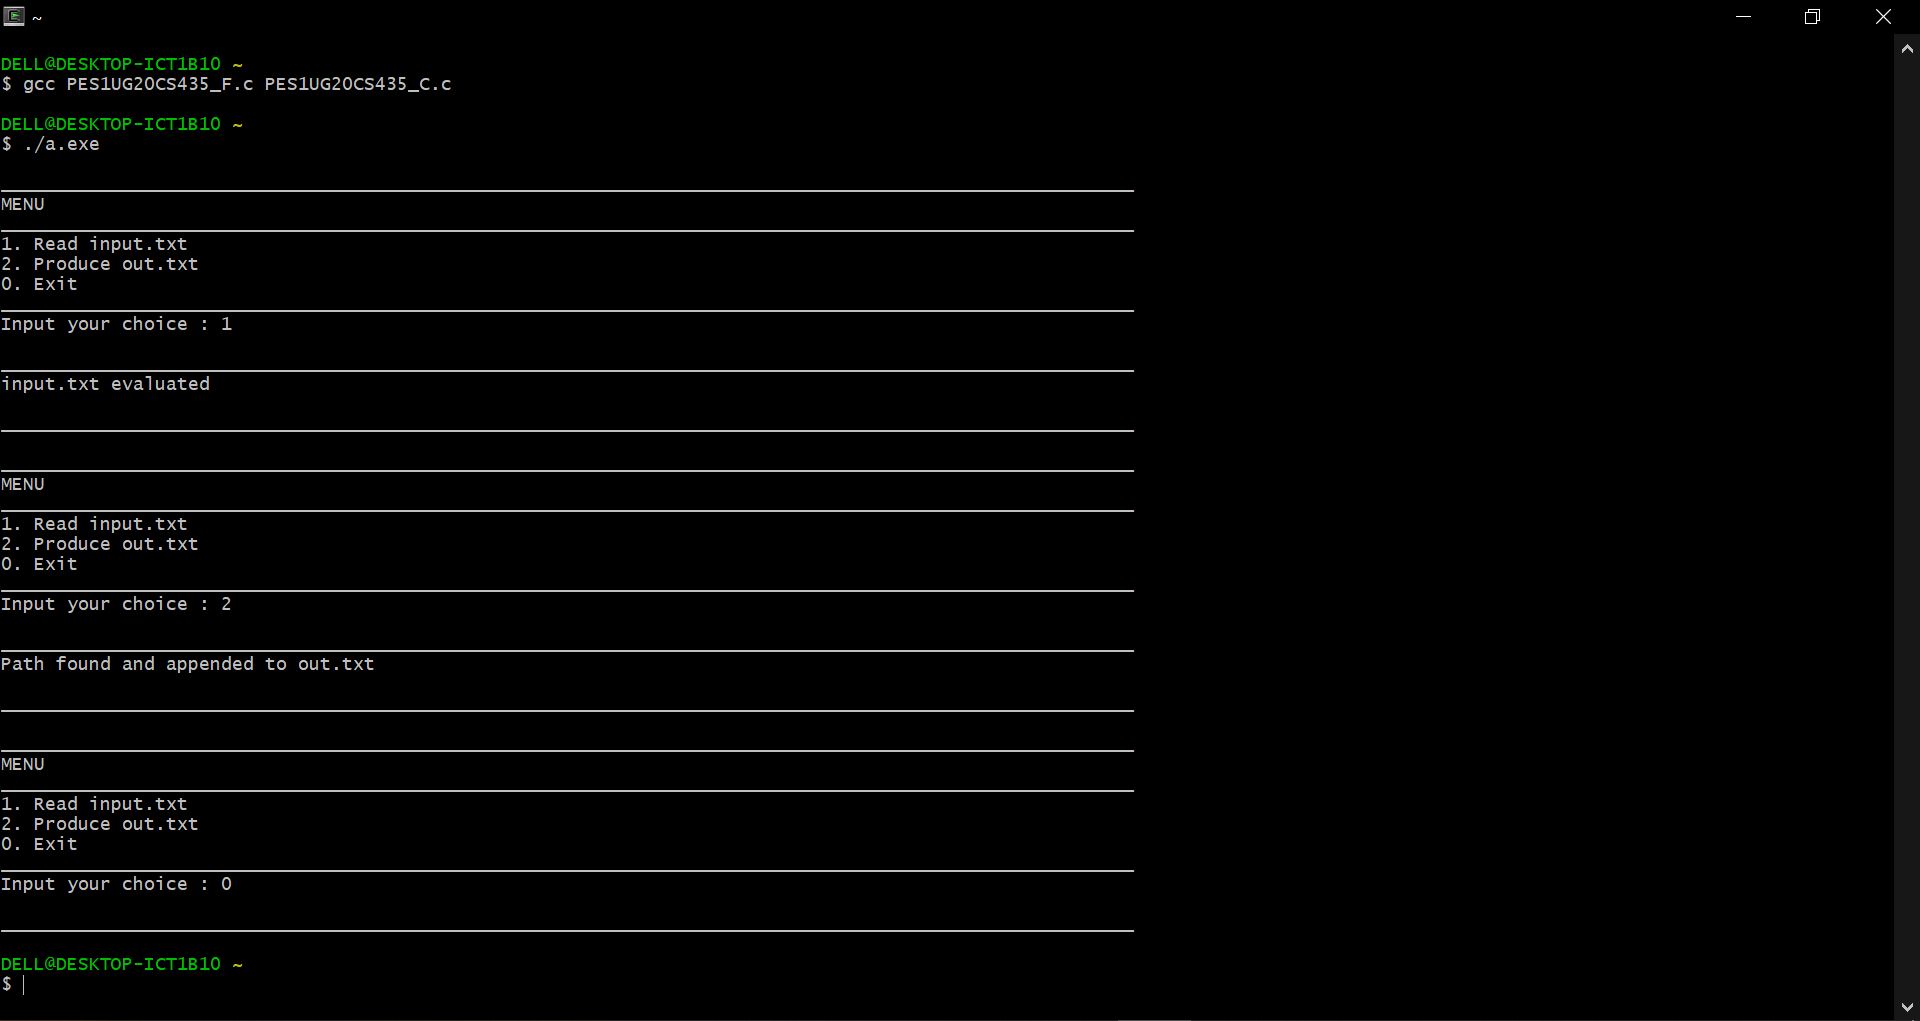 ~
DELL@DESKTOP-ICT1B10 ~
$ gcc PES1UG20CS435_F.c PES1UG20CS435_C.c
DELL@DESKTOP-ICT1B10 ~
$ ./a.exe
MENU
1. Read input.txt
2. Produce out.txt
0. Exit
Input your choice : 1
input.txt evaluated
MENU
1. Read input.txt
2. Produce out.txt
0. Exit
Input your choice : 2
Path found and appended to out.txt
MENU
1. Read input.txt
2. Produce out.txt
0. Exit
Input your choice : 0
DELL@DESKTOP-ICT1B10 ~
$